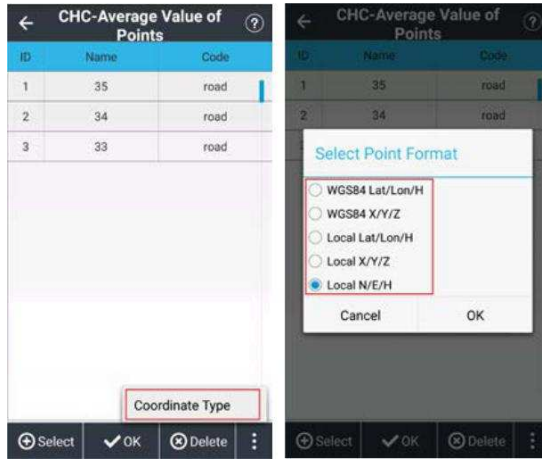 CHC-Average Value of
Points
ID Name Code
1 35 road
2 34 road
3 33 road
Coordinate Type
Select OK Delete
CHC-Average Value of
Points
ID Name Code
1 35 road
2 34 road
Select Point Format
WGS84 Lat/Lon/H
WGS84 X/Y/Z
Local Lat/Lon/H
Local X/Y/Z
Local N/E/H
Cancel OK
Select OK Delete